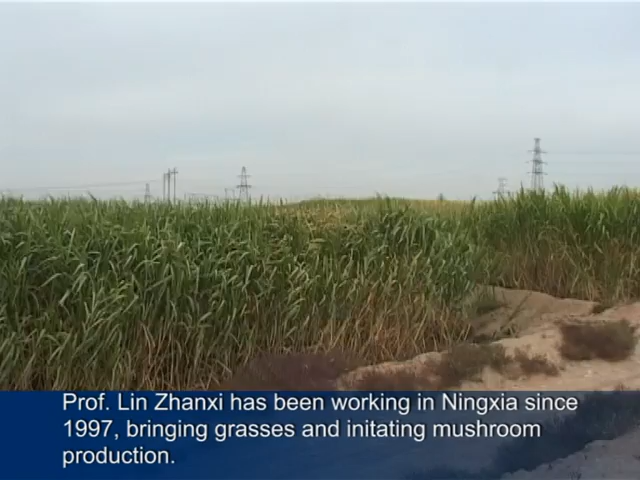 Prof. Lin Zhanxi has been working in Ningxia since
1997, bringing grasses and initating mushroom
production.